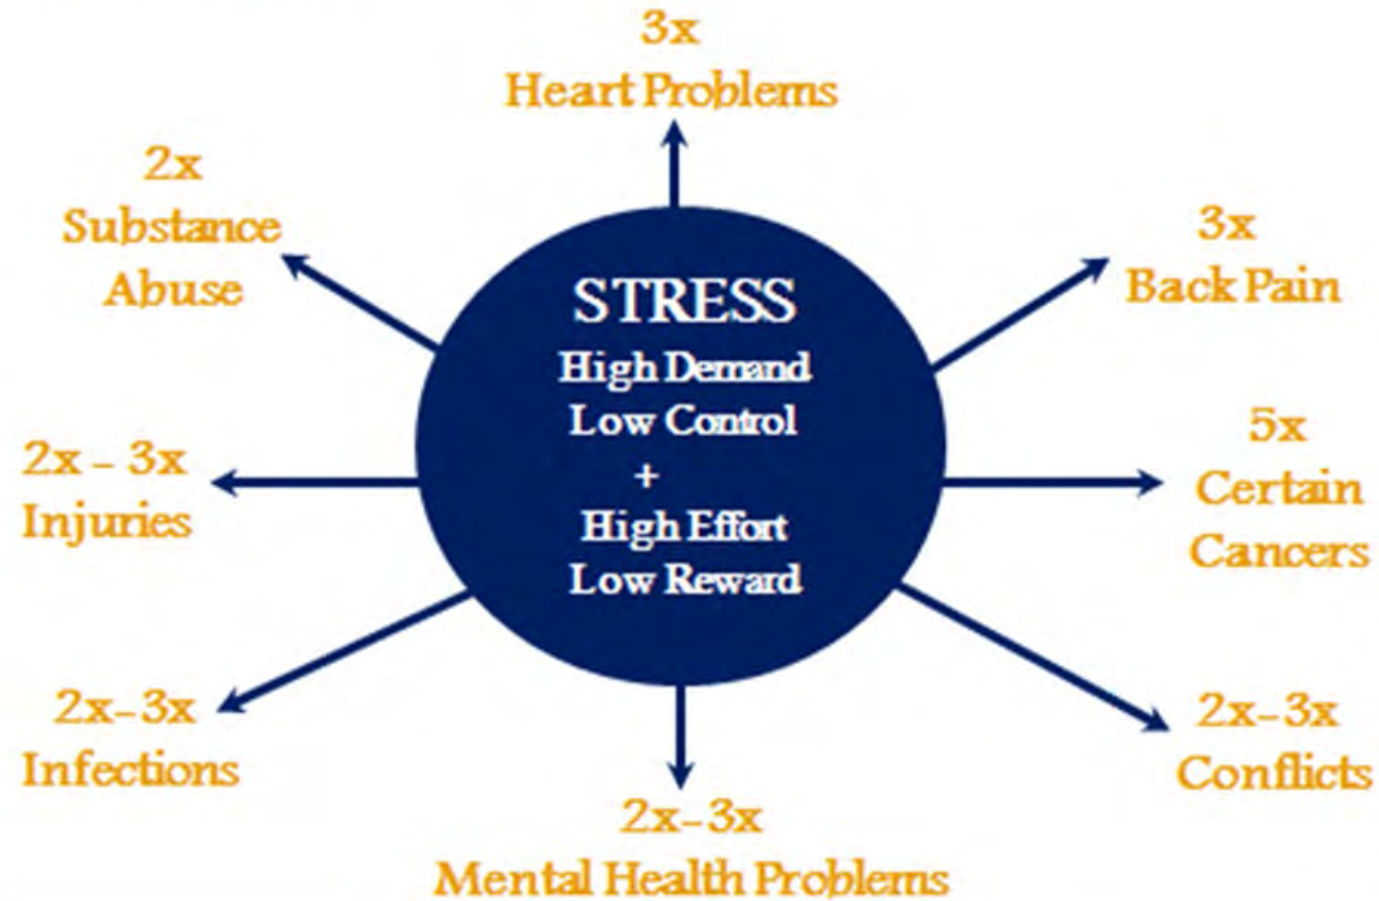 3x
Heart Problems
2x
Substance
Abuse
3x
Back Pain
STRESS
High Demand
Low Control
+
High Effort
Low Reward
2x - 3x
Injuries
5x
Certain
Cancers
2x-3x
Infections
2x-3x
Conflicts
2x-3x
Mental Health Problems